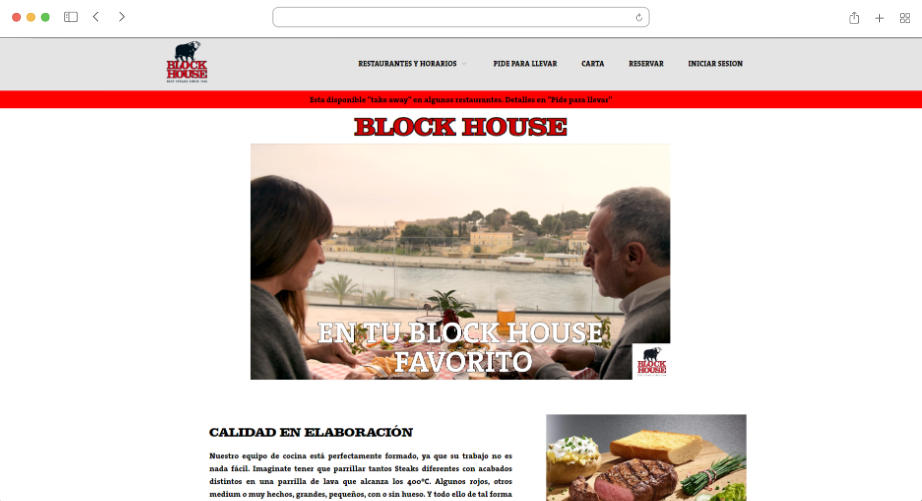 BLOCK
HOUSE
RESTAURANTES Y HORARIOS
PIDE PARA LLEVAR
CARTA
RESERVAR
INICIAR SESION
Esta disponible "take away" en algunos restaurantes. Detalles en "Pide para llevar"
BLOCK HOUSE
EN TU BLOCK HOUSE
FAVORITO
BLOCK
HOUSE
CALIDAD EN ELABORACIÓN
Nuestro equipo de cocina está perfectamente formado, ya que su trabajo no es
nada fácil. Imagínate tener que parrillar tantos Steaks diferentes con acabados
distintos en una parrilla de lava que alcanza los 400ºC. Algunos rojos, otros
medium o muy hechos, grandes, pequeños, con o sin hueso. Y todo ello de tal forma